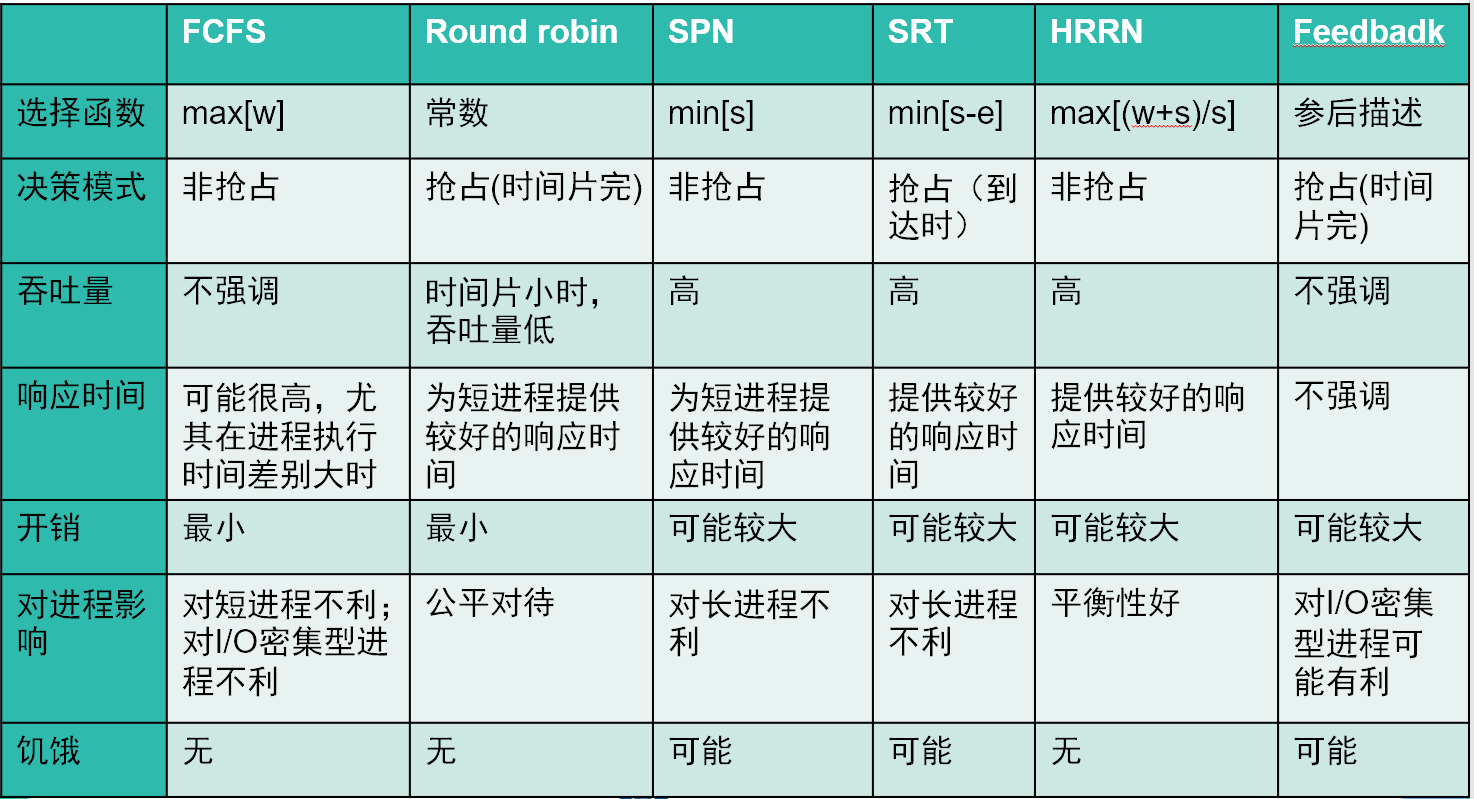 FCFS
Round robin
SPN
SRT
HRRN
Feedbadk
选择函数
max[w]
常数
min[s]
min[s-e]
max[(w+s)/s]
参后描述
决策模式
非抢占
抢占(时间片完)
非抢占
抢占（到
达时）
非抢占
抢占(时间
片完)
吞吐量
不强调
时间片小时，
吞吐量低
高
高
高
不强调
响应时间
可能很高，尤
其在进程执行
时间差别大时
为短进程提供
较好的响应时
间
为短进程提
供较好的响
应时间
提供较好
的响应时
间
提供较好的响
应时间
不强调
开销
最小
最小
可能较大
可能较大
可能较大
可能较大
对进程影
响
对短进程不利；
对I/O密集型进
程不利
公平对待
对长进程不
利
对长进程
不利
平衡性好
对I/O密集
型进程可
能有利
饥饿
无
无
可能
可能
无
可能